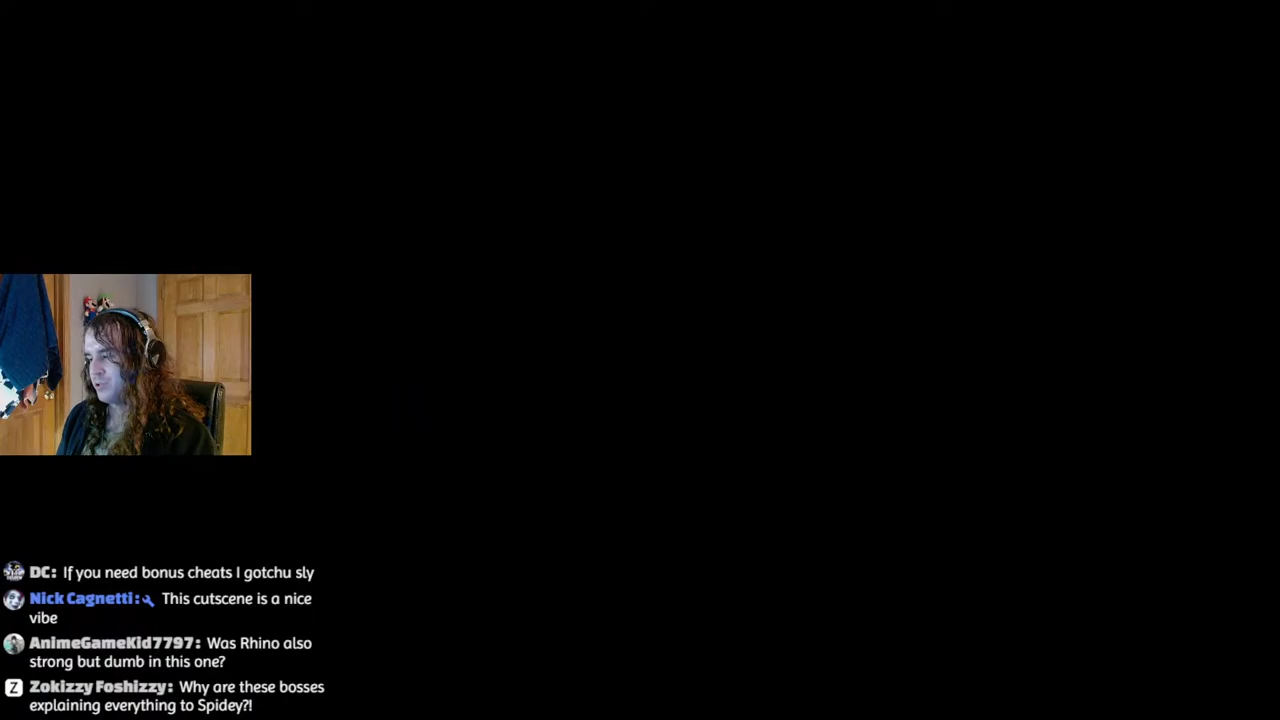 DC: If you need bonus cheats I gotchu sly
Nick Cagnetti: This cutscene is a nice
vibe
AnimeGameKid7797: Was Rhino also
strong but dumb in this one?
Z Zokizzy Foshizzy: Why are these bosses
explaining everything to Spidey?!